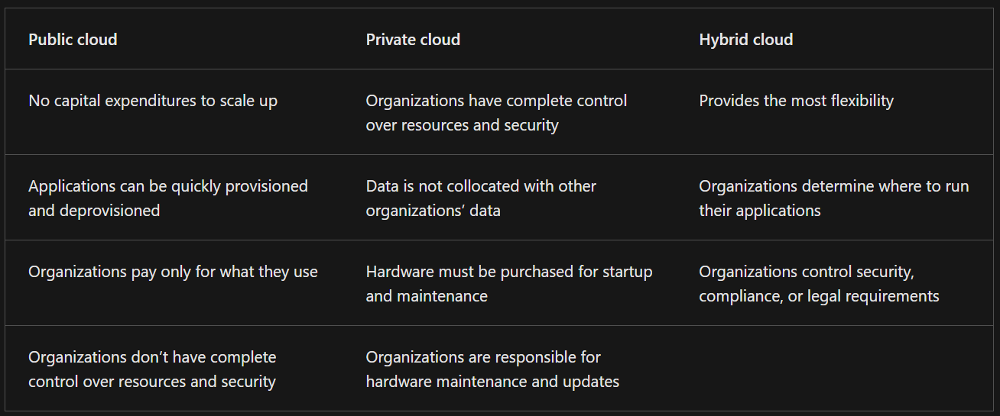 Public cloud
Private cloud
Hybrid cloud
No capital expenditures to scale up
Organizations have complete control
over resources and security
Provides the most flexibility
Applications can be quickly provisioned
and deprovisioned
Data is not collocated with other
organizations’ data
Organizations determine where to run
their applications
Organizations pay only for what they use
Hardware must be purchased for startup
and maintenance
Organizations control security,
compliance, or legal requirements
Organizations don’t have complete
control over resources and security
Organizations are responsible for
hardware maintenance and updates